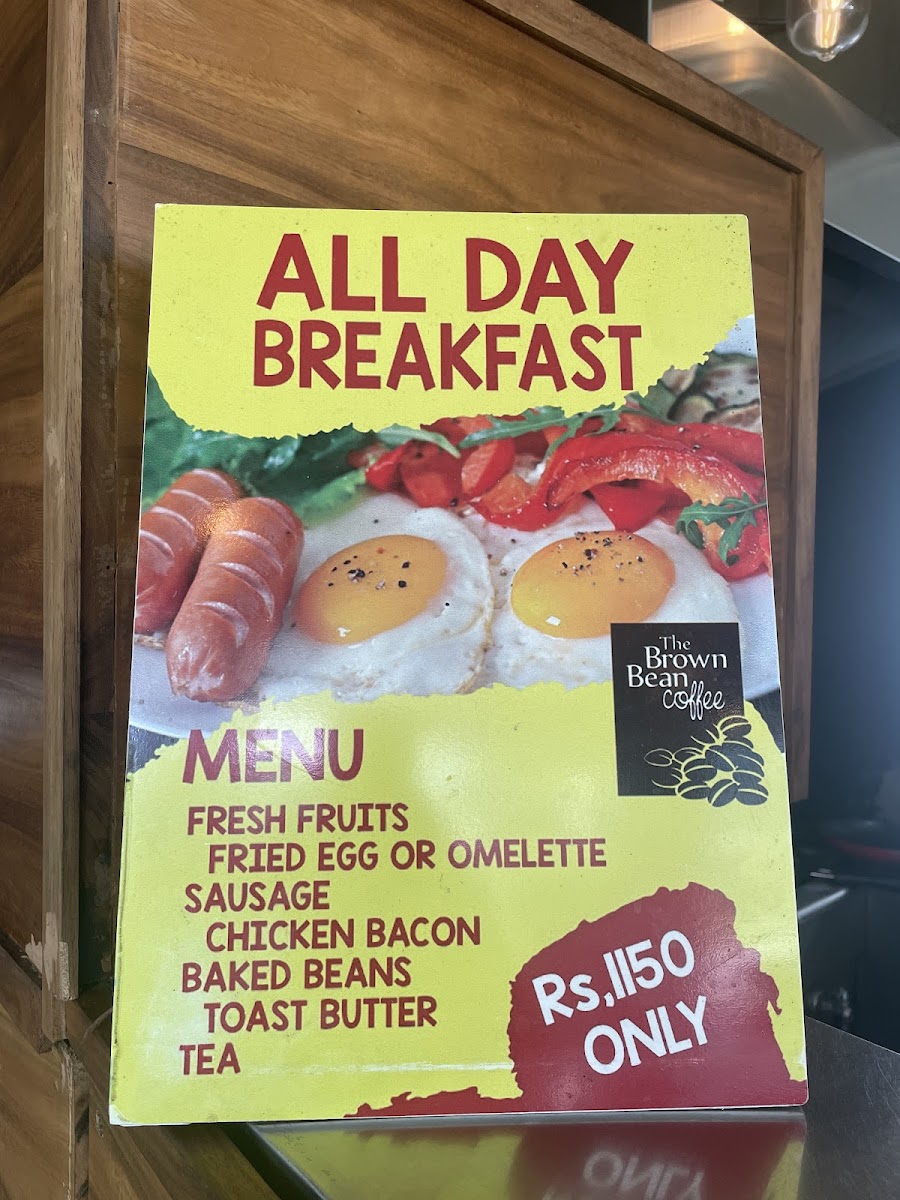 ALL DAY
BREAKFAST
The
Brown
Bean
coffee
MENU
FRESH FRUITS
FRIED EGG OR OMELETTE
SAUSAGE
CHICKEN BACON
BAKED BEANS
TOAST BUTTER
TEA
Rs,1150
ONLY